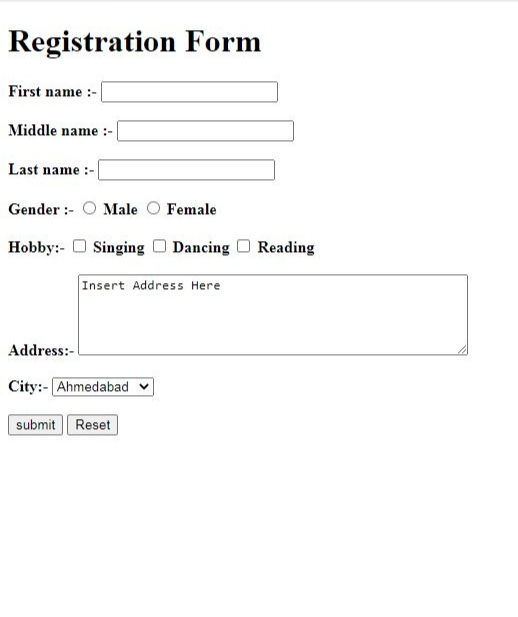 Registration Form
First name :-
Middle name :-
Last name :-
Gender :- Male Female
Hobby:- Singing Dancing Reading
Insert Address Here
Address:-
City:- Ahmedabad
submit Reset